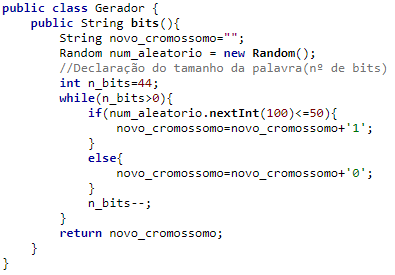 public class Gerador {
    public String bits(){
        String novo_cromossomo="";
        Random num_aleatorio = new Random();
        //Declaração do tamanho da palavra(nº de bits)
        int n_bits=44;
        while(n_bits>0){
            if(num_aleatorio.nextInt(100)<=50){
                novo_cromossomo=novo_cromossomo+'1';
            }
            else{
                novo_cromossomo=novo_cromossomo+'0';
            }
            n_bits--;
        }
        return novo_cromossomo;
    }
}